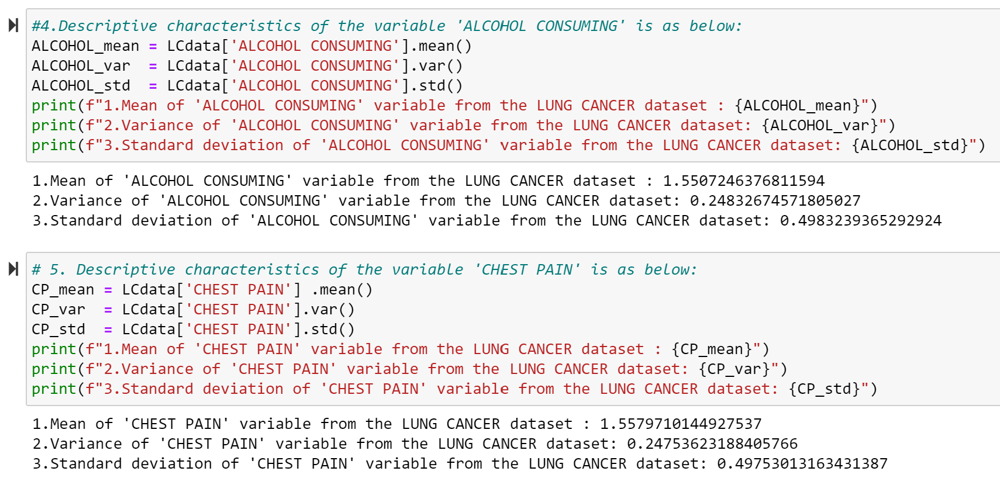 #4.Descriptive characteristics of the variable 'ALCOHOL CONSUMING' is as below:
ALCOHOL_mean = LCdata['ALCOHOL CONSUMING'].mean()
ALCOHOL_var  = LCdata['ALCOHOL CONSUMING'].var()
ALCOHOL_std  = LCdata['ALCOHOL CONSUMING'].std()
print(f"1.Mean of 'ALCOHOL CONSUMING' variable from the LUNG CANCER dataset : {ALCOHOL_mean}")
print(f"2.Variance of 'ALCOHOL CONSUMING' variable from the LUNG CANCER dataset: {ALCOHOL_var}")
print(f"3.Standard deviation of 'ALCOHOL CONSUMING' variable from the LUNG CANCER dataset: {ALCOHOL_std}")
1.Mean of 'ALCOHOL CONSUMING' variable from the LUNG CANCER dataset : 1.5507246376811594
2.Variance of 'ALCOHOL CONSUMING' variable from the LUNG CANCER dataset: 0.24832674571805027
3.Standard deviation of 'ALCOHOL CONSUMING' variable from the LUNG CANCER dataset: 0.4983239365292924
# 5. Descriptive characteristics of the variable 'CHEST PAIN' is as below:
CP_mean = LCdata['CHEST PAIN'] .mean()
CP_var  = LCdata['CHEST PAIN'].var()
CP_std  = LCdata['CHEST PAIN'].std()
print(f"1.Mean of 'CHEST PAIN' variable from the LUNG CANCER dataset : {CP_mean}")
print(f"2.Variance of 'CHEST PAIN' variable from the LUNG CANCER dataset: {CP_var}")
print(f"3.Standard deviation of 'CHEST PAIN' variable from the LUNG CANCER dataset: {CP_std}")
1.Mean of 'CHEST PAIN' variable from the LUNG CANCER dataset : 1.5579710144927537
2.Variance of 'CHEST PAIN' variable from the LUNG CANCER dataset: 0.24753623188405766
3.Standard deviation of 'CHEST PAIN' variable from the LUNG CANCER dataset: 0.49753013163431387